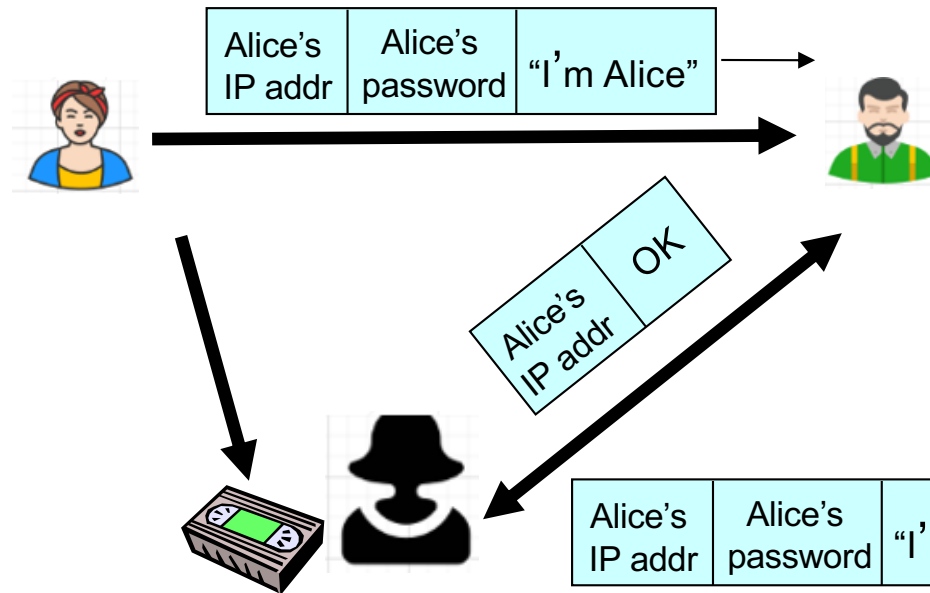 Alice’s
IP addr
Alice’s
password
“I’m Alice”
Alice’s
IP addr
OK
Alice’s
IP addr
Alice’s
password
“I’